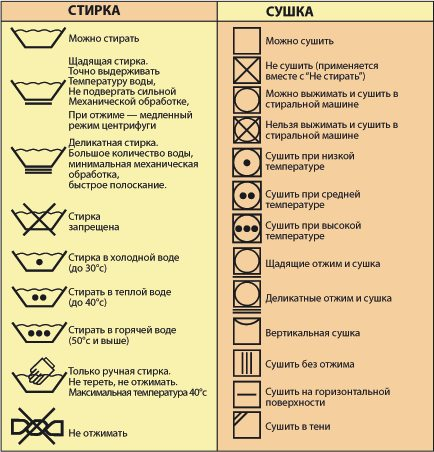 СТИРКА
Можно стирать
Щадящая стирка.
Точно выдерживать
Температуру воды,
Не подвергать сильной
Механической обработке,
При отжиме — медленный
режим центрифуги
Деликатная стирка.
Большое количество воды,
минимальная механическая
обработка,
быстрое полоскание.
Стирка
запрещена
Стирка в холодной воде
(до 30°с)
Стирать в теплой воде
(до 40°с)
Стирать в горячей воде
(50°с и выше)
Только ручная стирка.
Не тереть, не отжимать.
Максимальная температура 40°с
Не отжимать
СУШКА
Можно сушить
Не сушить (применяется
вместе с "Не стирать")
Можно выжимать и сушить в
стиральной машине
Нельзя выжимать и сушить в
стиральной машине
Сушить при низкой
температуре
Сушить при средней
температуре
Сушить при высокой
температуре
Щадящие отжим и сушка
Деликатные отжим и сушка
Вертикальная сушка
Сушить без отжима
Сушить на горизонтальной
поверхности
Сушить в тени